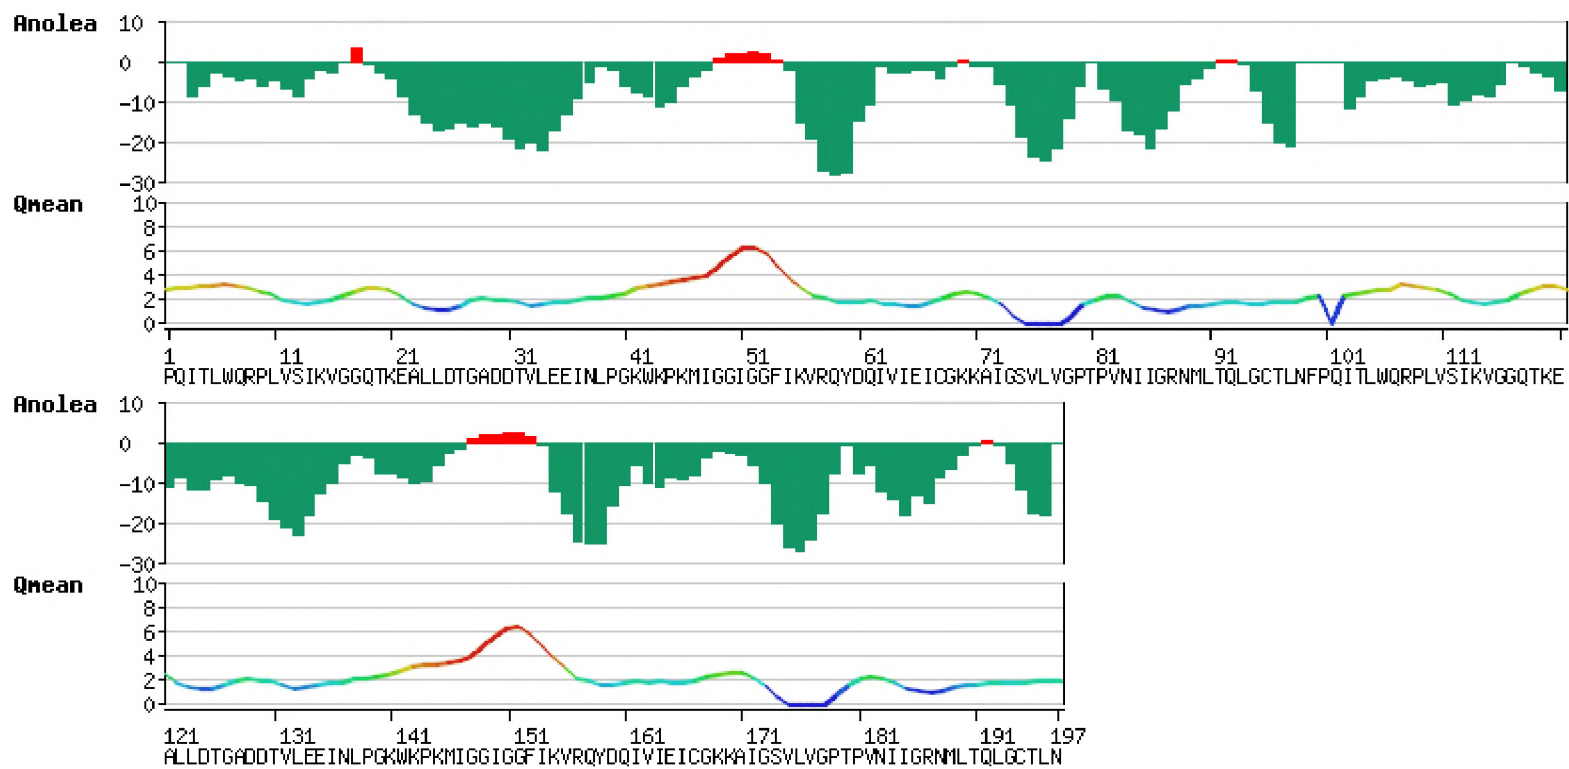 Anolea
10
0
-10
-20
-30
Qmean
10
8
6
4
2
0
1 11 21 31 41 51 61 71 81 91 101 111
PQITLWQRPLVSIKVGGQTKEALLDTGADDTVLEEINLPGKWKPKMIGGIGGFIKVRQYDQIVIEICGKKAIGSVLVGPTPVNIIGRNMLTQLGCTLNFPQITLWQRPLVSIKVGGQTKE
Anolea
10
0
-10
-20
-30
Qmean
10
8
6
4
2
0
121 131 141 151 161 171 181 191 197
ALLDTGADDTVLEEINLPGKWKPKMIGGIGGFIKVRQYDQIVIEICGKKAIGSVLVGPTPVNIIGRNMLTQLGCTLN